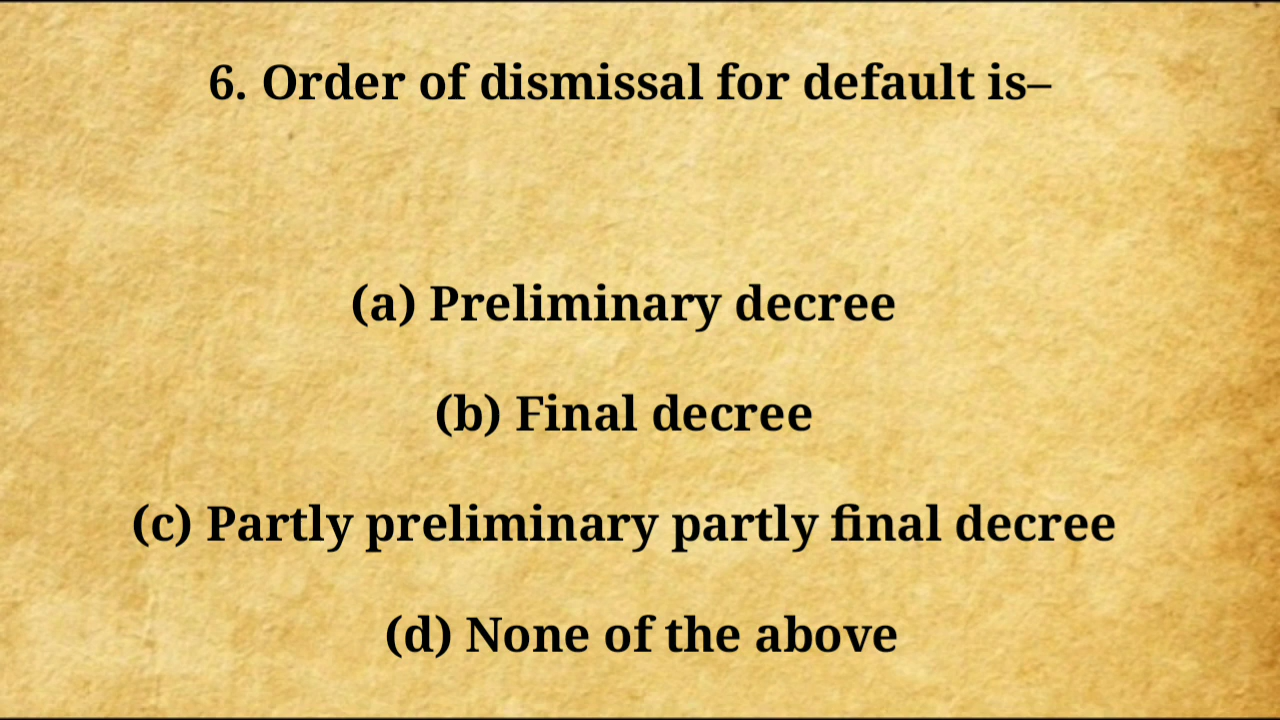 6. Order of dismissal for default is–
(a) Preliminary decree
(b) Final decree
(c) Partly preliminary partly final decree
(d) None of the above